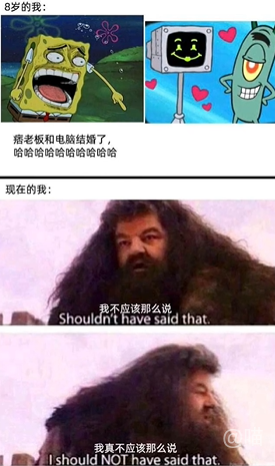 8岁的我:
痞老板和电脑结婚了，
哈哈哈哈哈哈哈哈哈哈
现在的我:
我不应该那么说
Shouldn't have said that.
我真不应该那么说
I should NOT have said that.